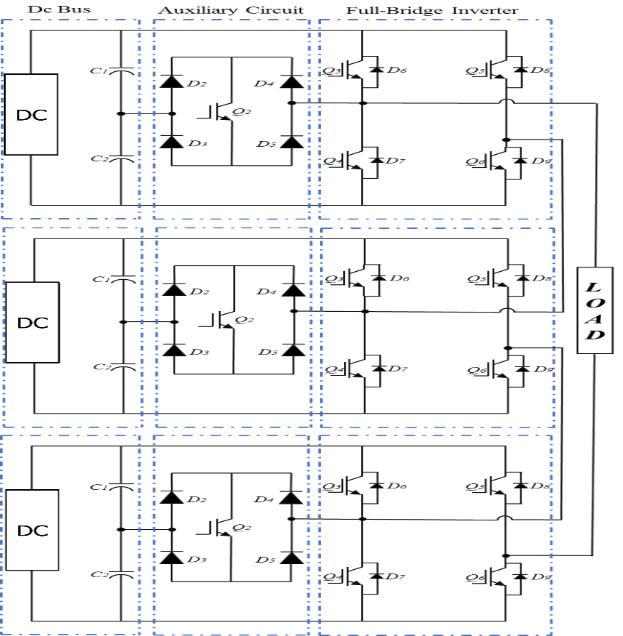 Dc Bus Auxiliary Circuit Full-Bridge Inverter
C1 D2 D4 Q3 D6 Q5 D8
DC Q2
C2 D3 D5 Q4 D7 Q6 D9
C1 D2 D4 Q3 D6 Q5 D8
DC Q2
C2 D3 D5 Q4 D7 Q6 D9
LOAD
C1 D2 D4 Q3 D6 Q5 D8
DC Q2
C2 D3 D5 Q4 D7 Q6 D9